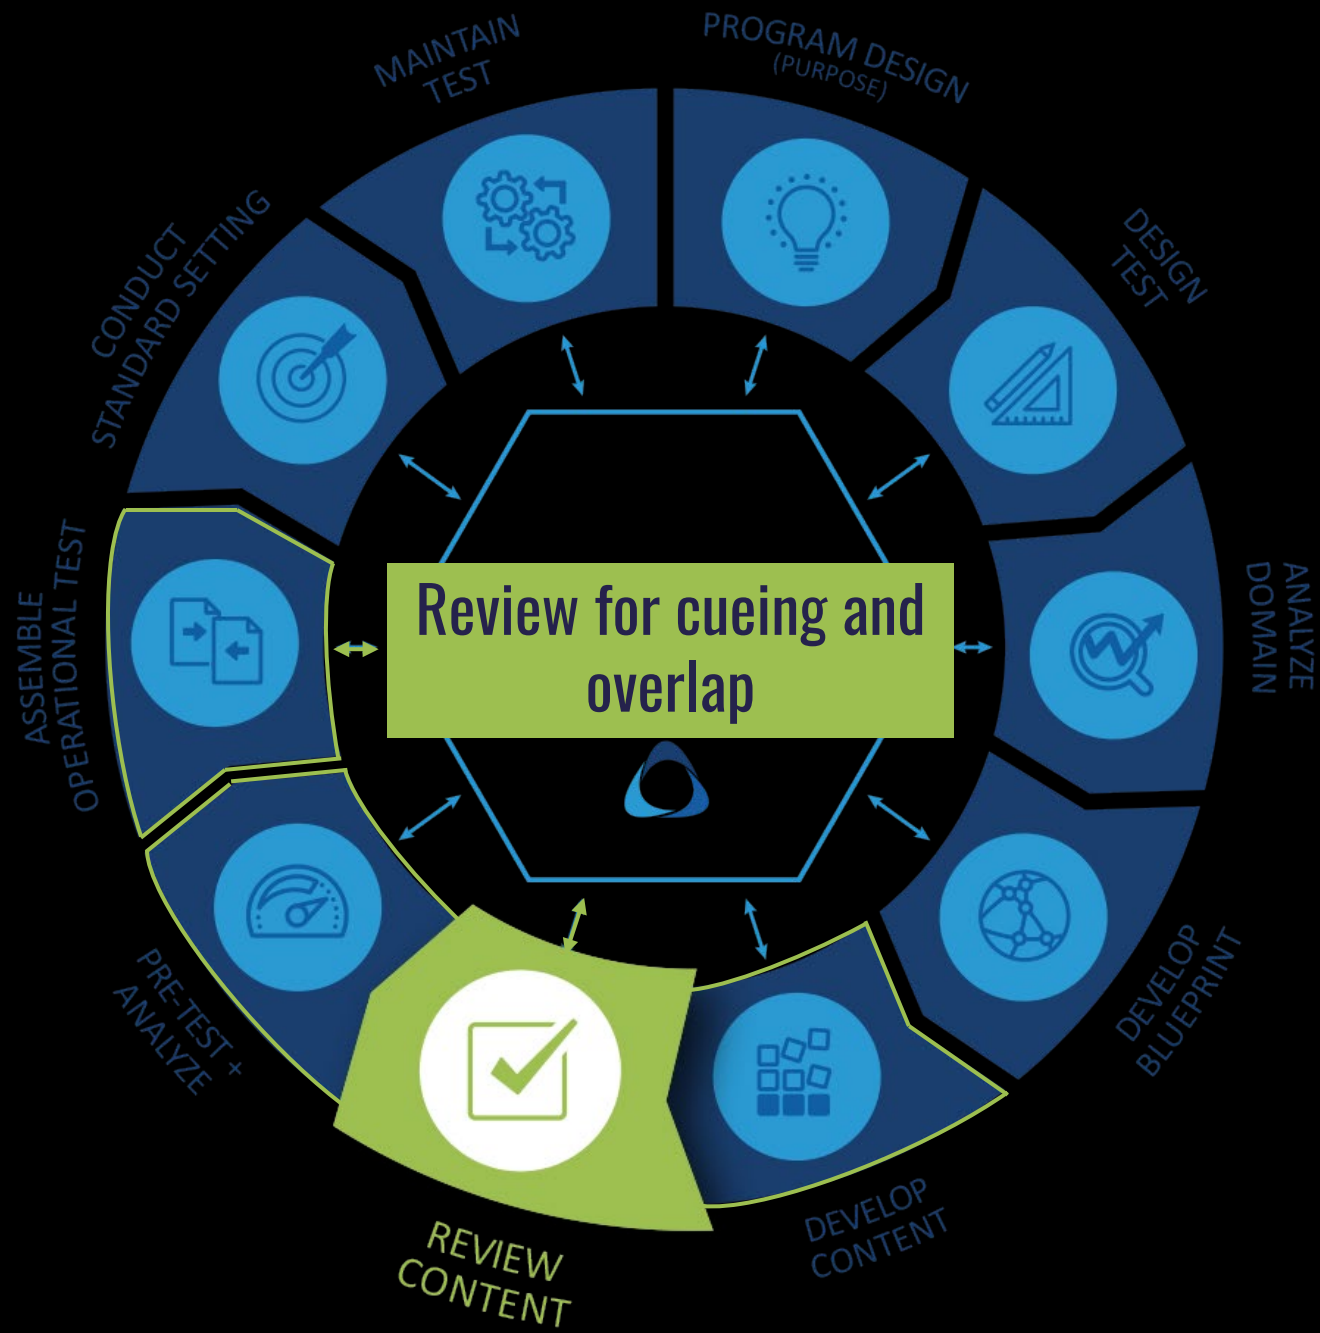 PROGRAM DESIGN
(PURPOSE)
DESIGN
TEST
ANALYZE
DOMAIN
DEVELOP
BLUEPRINT
DEVELOP
CONTENT
REVIEW
CONTENT
PRE-TEST +
ANALYZE
ASSEMBLE
OPERATIONAL TEST
CONDUCT
STANDARD SETTING
MAINTAIN
TEST
Review for cueing and
overlap